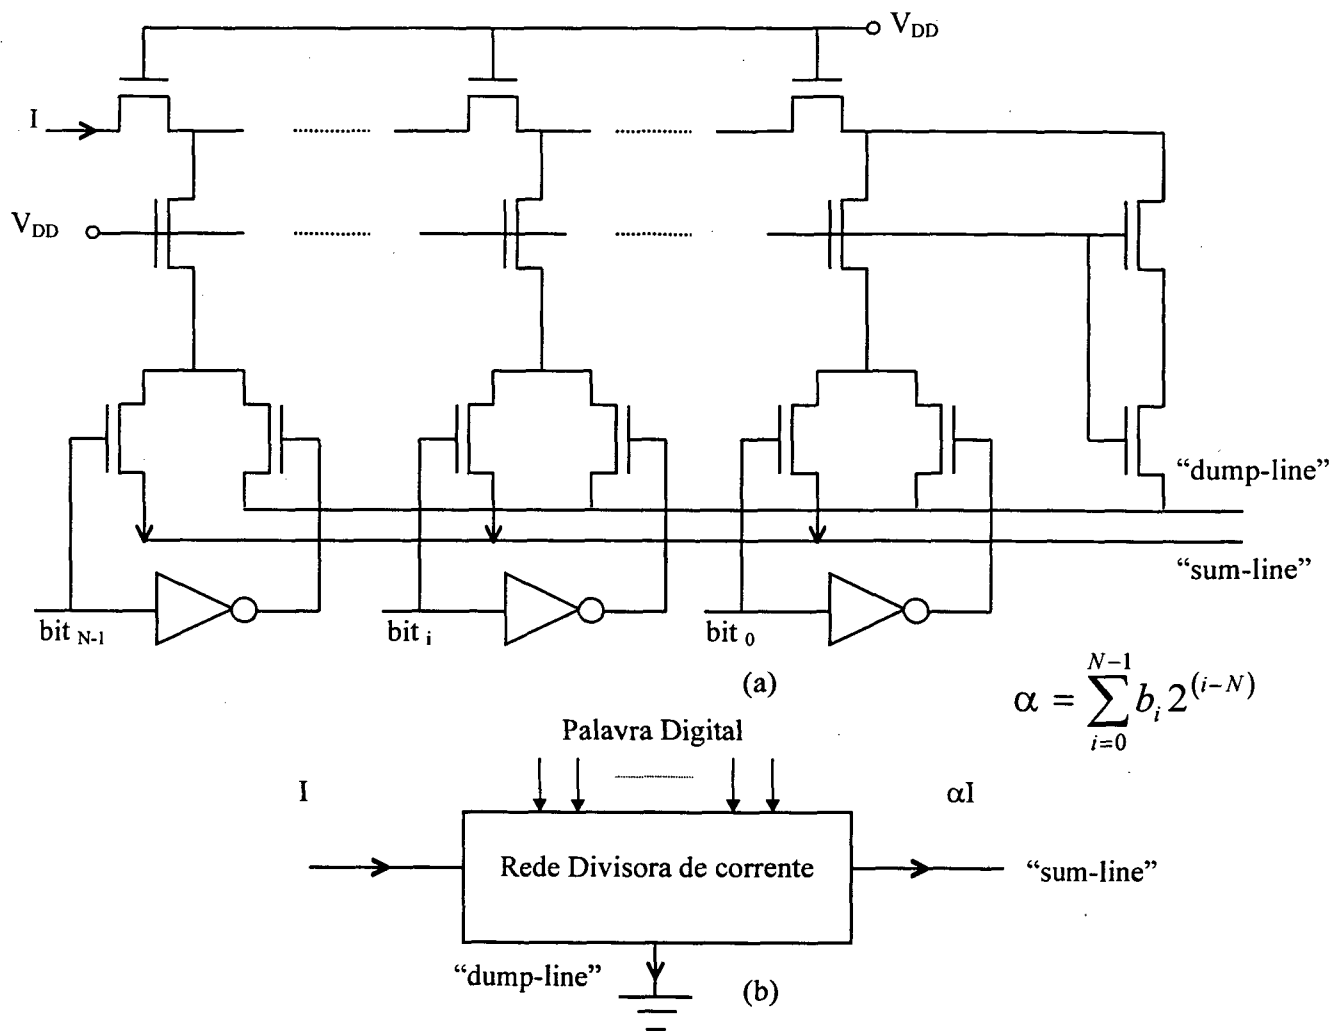 V_DD
I
V_DD
“dump-line”
“sum-line”
bit N-1
bit i
bit 0
(a)
α = \sum_{i=0}^{N-1} b_i 2^{(i-N)}
Palavra Digital
I
αI
Rede Divisora de corrente
“sum-line”
“dump-line”
(b)